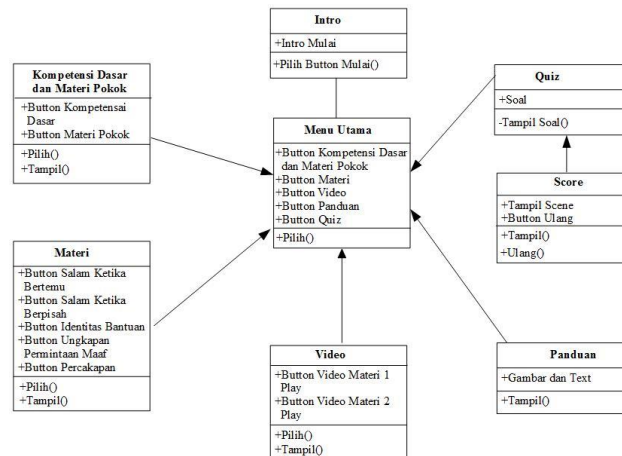 Intro
+Intro Mulai
+Pilih Button Mulai()
Kompetensi Dasar
dan Materi Pokok
+Button Kompetensai
Dasar
+Button Materi Pokok
+Pilih()
+Tampil()
Menu Utama
+Button Kompetensi Dasar
dan Materi Pokok
+Button Materi
+Button Video
+Button Panduan
+Button Quiz
+Pilih()
Quiz
+Soal
-Tampil Soal()
Score
+Tampil Scene
+Button Ulang
+Tampil()
+Ulang()
Materi
+Button Salam Ketika
Bertemu
+Button Salam Ketika
Berpisah
+Button Identitas Bantuan
+Button Ungkapan
Permintaan Maaf
+Button Percakapan
+Pilih()
+Tampil()
Video
+Button Video Materi 1
Play
+Button Video Materi 2
Play
+Pilih()
+Tampil()
Panduan
+Gambar dan Text
+Tampil()